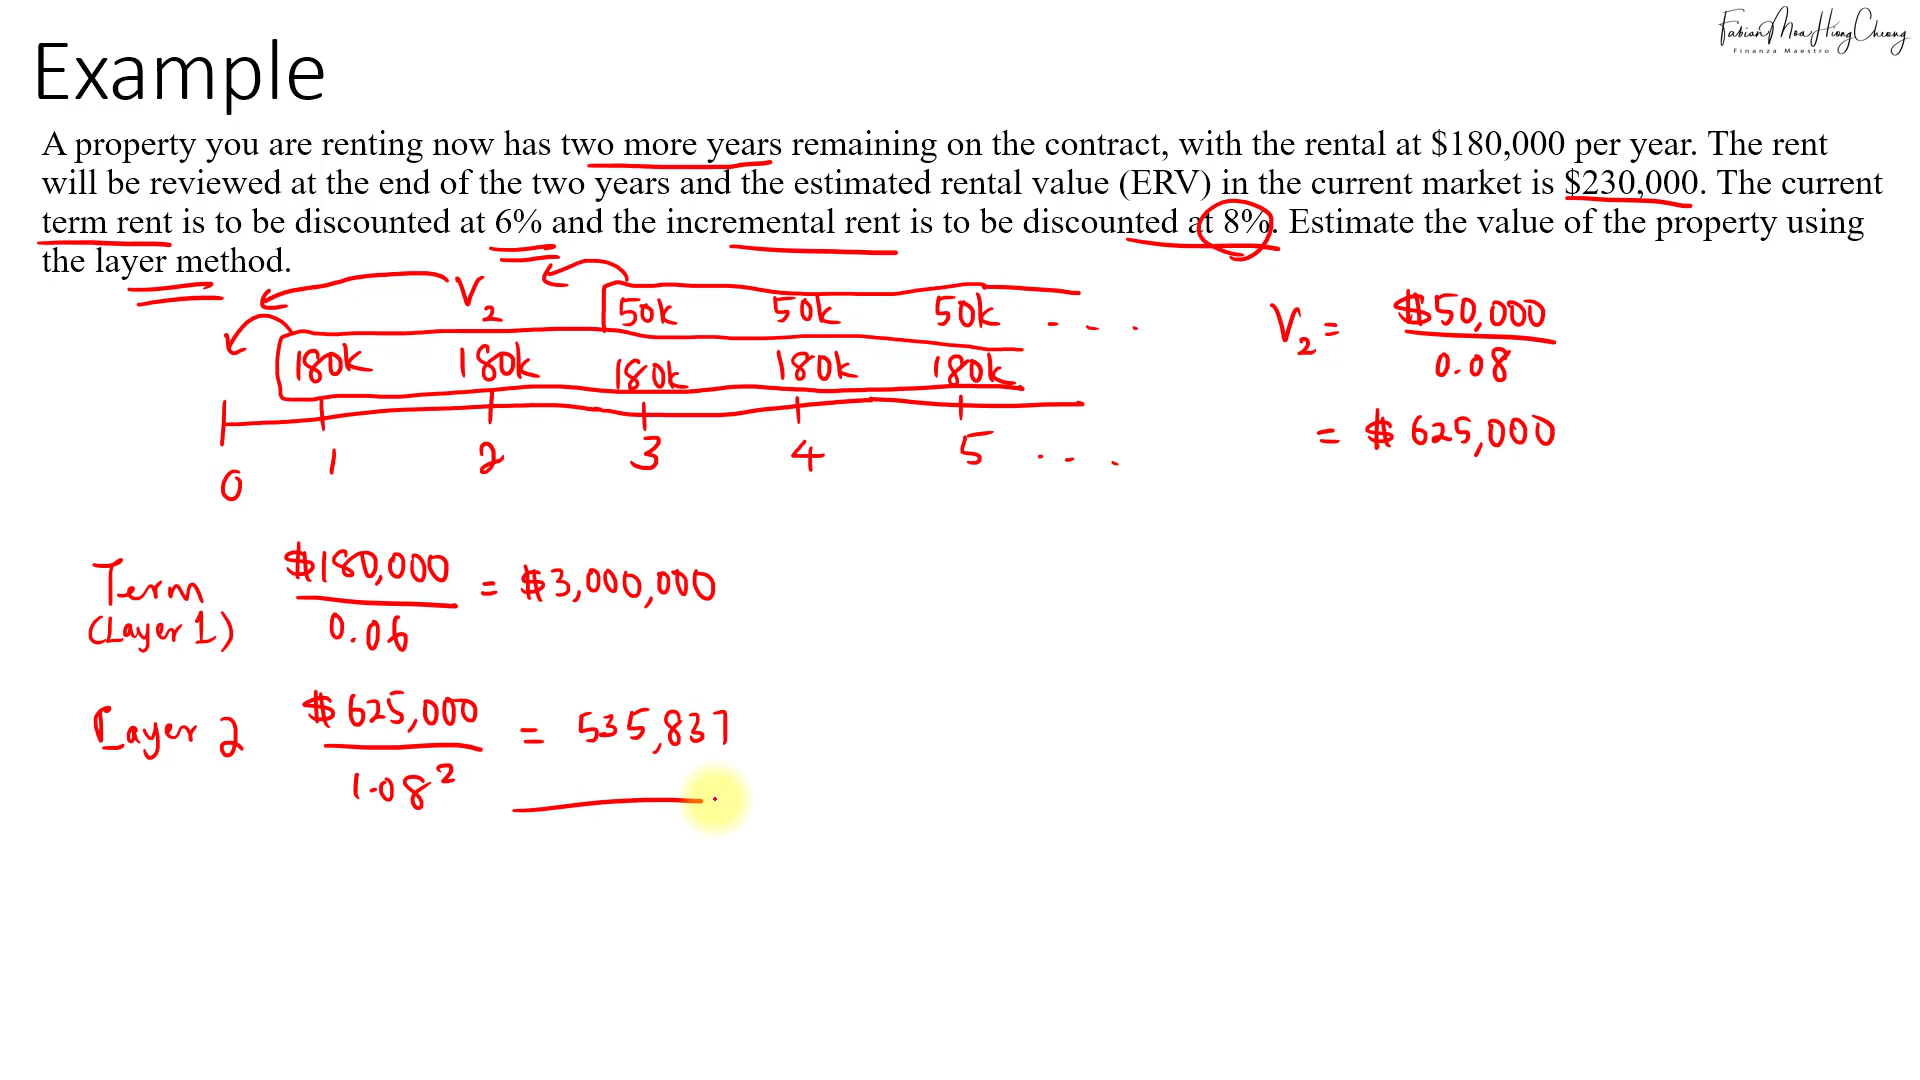 Fabian Moa Hiong Cheong
Finanza Maestro
Example
A property you are renting now has two more years remaining on the contract, with the rental at $180,000 per year. The rent
will be reviewed at the end of the two years and the estimated rental value (ERV) in the current market is $230,000. The current
term rent is to be discounted at 6% and the incremental rent is to be discounted at 8%. Estimate the value of the property using
the layer method.
V₂
50k 50k 50k . . .
180k 180k 180k 180k 180k
0 1 2 3 4 5 . . .
V₂ = $50,000 / 0.08
= $ 625,000
Term (Layer 1) $180,000 / 0.06 = $3,000,000
Layer 2 $ 625,000 / 1.08² = 535,837